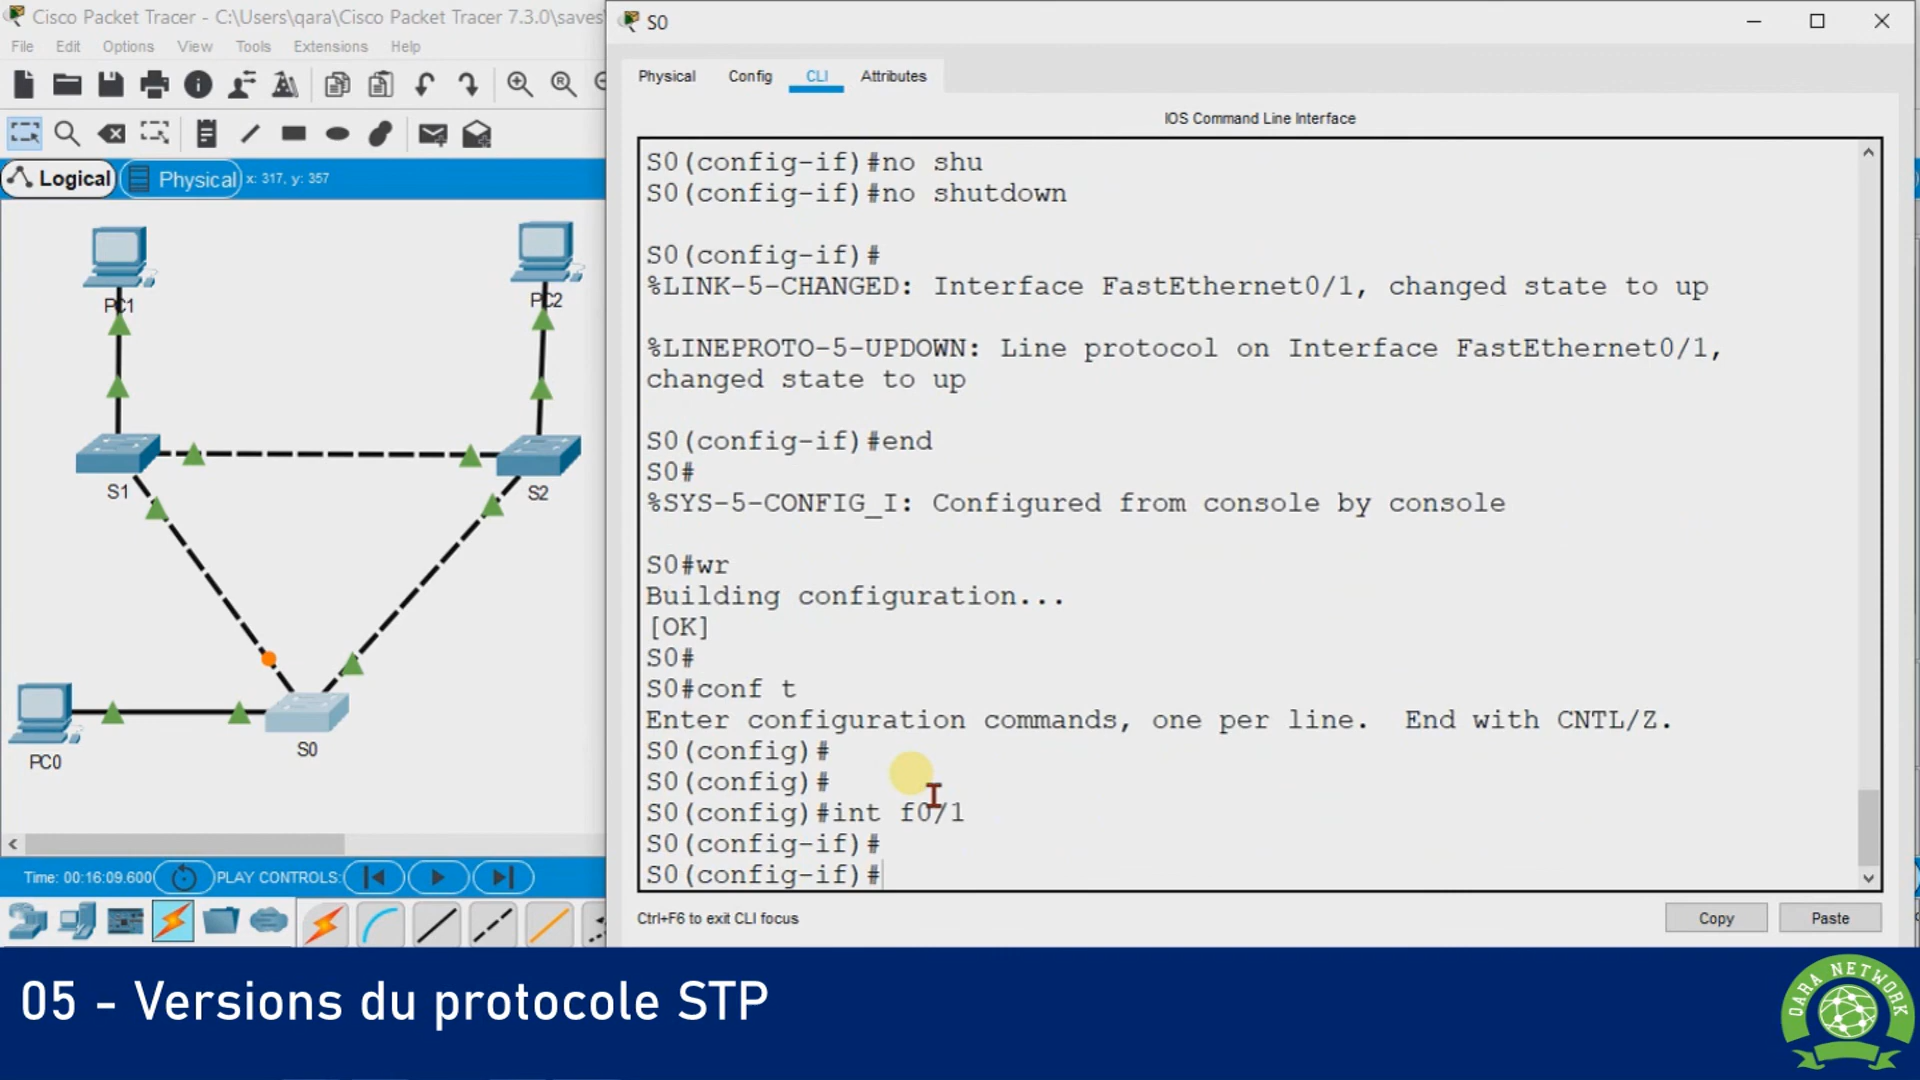 Cisco Packet Tracer - C:\Users\qara\Cisco Packet Tracer 7.3.0\saves
File Edit Options View Tools Extensions Help
Logical Physical x: 317, y: 357
PC1
PC2
S1
S2
PC0
S0
Time: 00:16:09.600 PLAY CONTROLS:
S0
Physical Config CLI Attributes
IOS Command Line Interface
S0(config-if)#no shu
S0(config-if)#no shutdown
S0(config-if)#
%LINK-5-CHANGED: Interface FastEthernet0/1, changed state to up
%LINEPROTO-5-UPDOWN: Line protocol on Interface FastEthernet0/1,
changed state to up
S0(config-if)#end
S0#
%SYS-5-CONFIG_I: Configured from console by console
S0#wr
Building configuration...
[OK]
S0#
S0#conf t
Enter configuration commands, one per line.  End with CNTL/Z.
S0(config)#
S0(config)#
S0(config)#int f0/1
S0(config-if)#
S0(config-if)#
Ctrl+F6 to exit CLI focus
Copy Paste
05 - Versions du protocole STP
QARA NETWORK